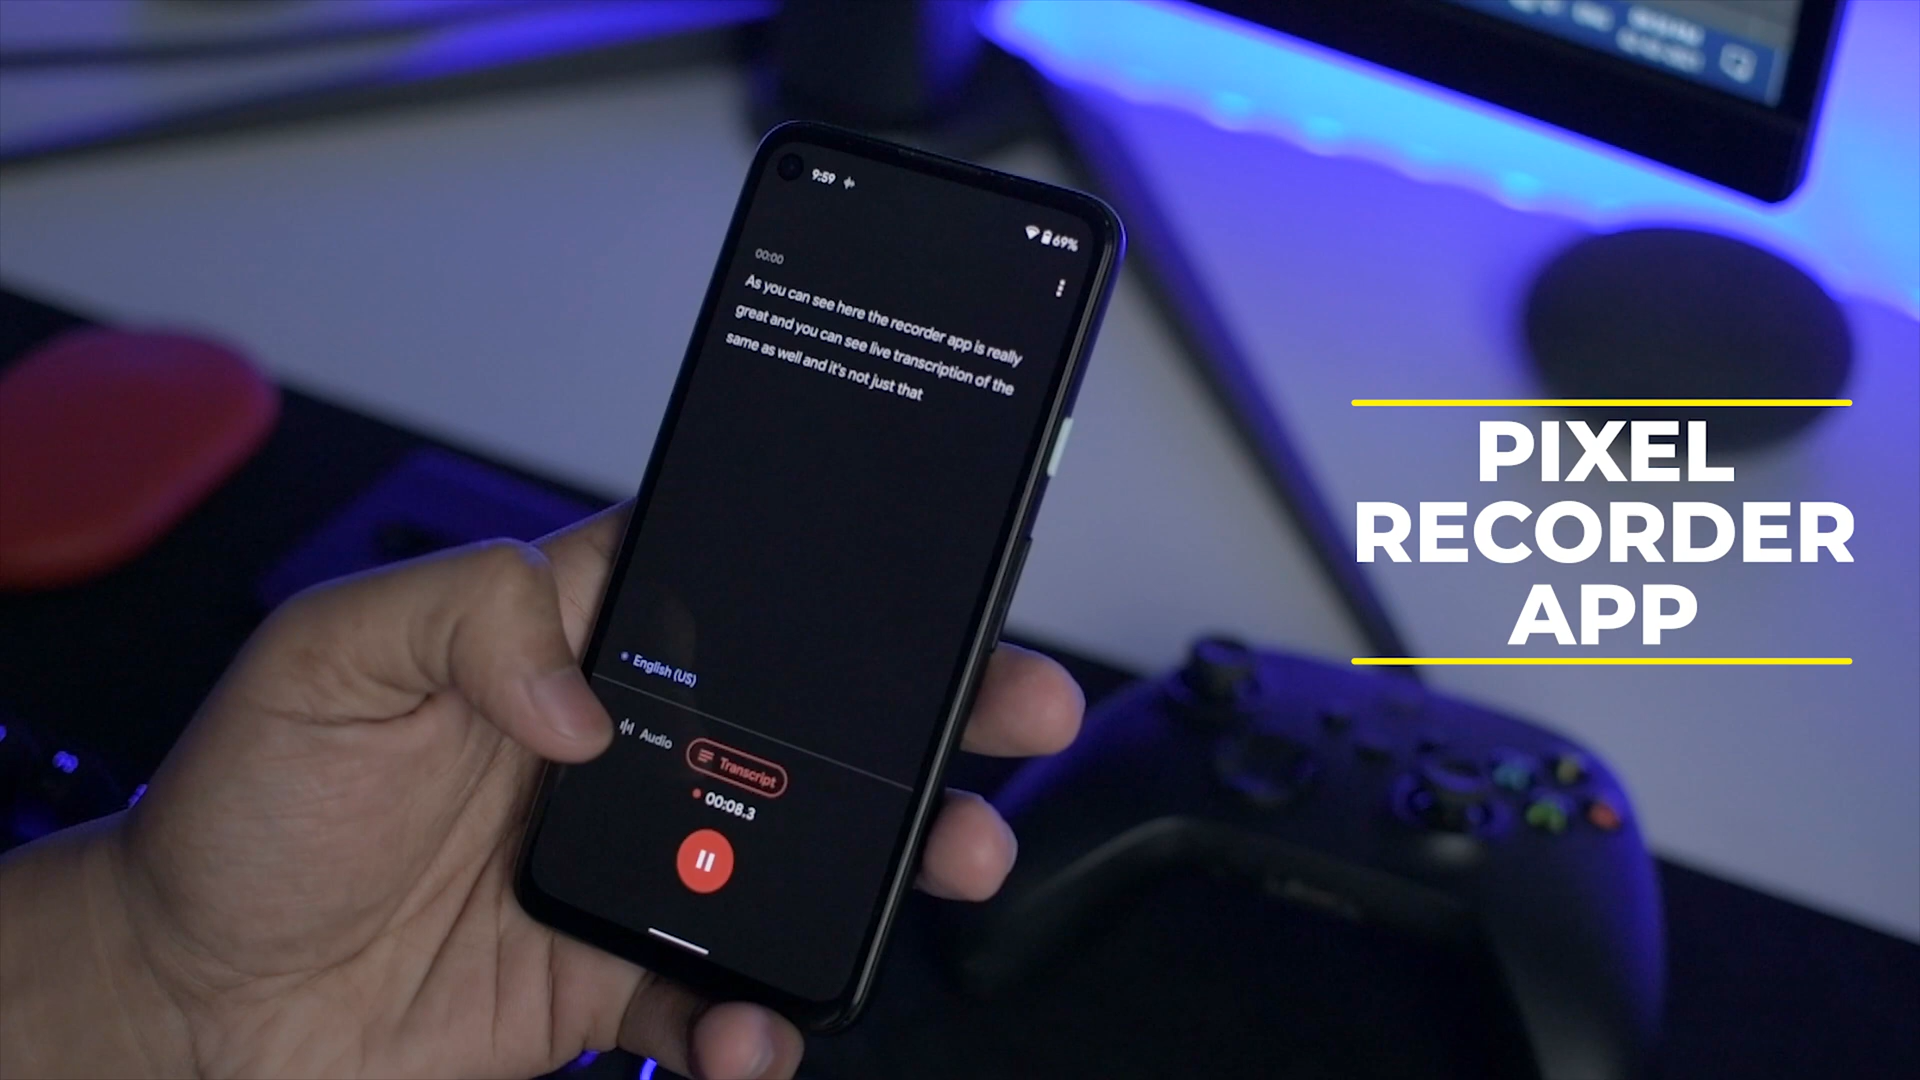 9:59
69%
00:00
As you can see here the recorder app is really
great and you can see live transcription of the
same as well and it's not just that
English (US)
Audio
Transcript
00:08.3
PIXEL
RECORDER
APP